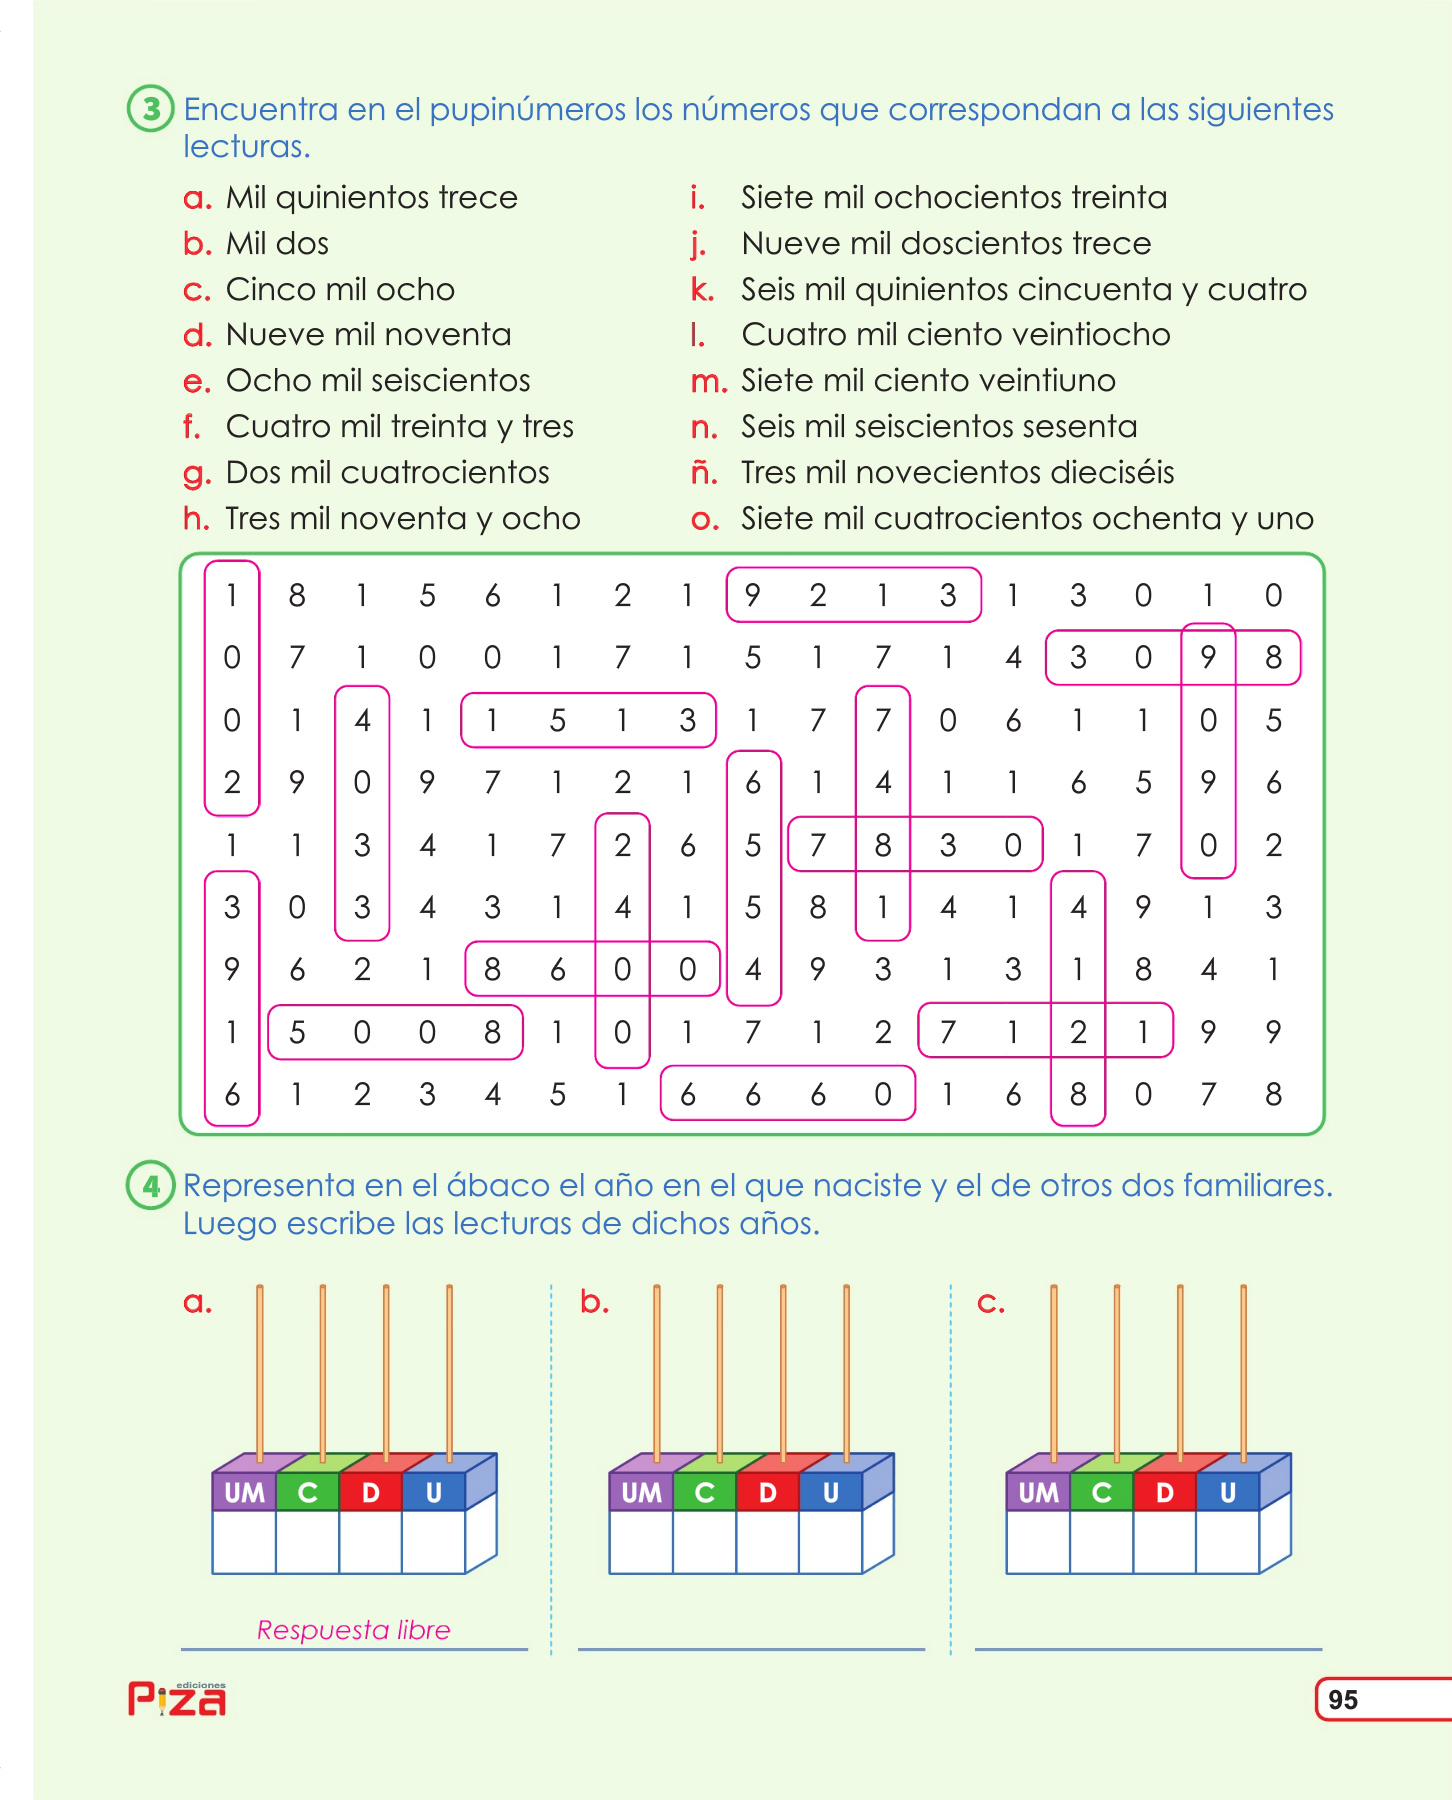 3 Encuentra en el pupinúmeros los números que correspondan a las siguientes
lecturas.
a. Mil quinientos trece
b. Mil dos
c. Cinco mil ocho
d. Nueve mil noventa
e. Ocho mil seiscientos
f. Cuatro mil treinta y tres
g. Dos mil cuatrocientos
h. Tres mil noventa y ocho
i. Siete mil ochocientos treinta
j. Nueve mil doscientos trece
k. Seis mil quinientos cincuenta y cuatro
l. Cuatro mil ciento veintiocho
m. Siete mil ciento veintiuno
n. Seis mil seiscientos sesenta
ñ. Tres mil novecientos dieciséis
o. Siete mil cuatrocientos ochenta y uno
1 8 1 5 6 1 2 1 9 2 1 3 1 3 0 1 0
0 7 1 0 0 1 7 1 5 1 7 1 4 3 0 9 8
0 1 4 1 1 5 1 3 1 7 7 0 6 1 1 0 5
2 9 0 9 7 1 2 1 6 1 4 1 1 6 5 9 6
1 1 3 4 1 7 2 6 5 7 8 3 0 1 7 0 2
3 0 3 4 3 1 4 1 5 8 1 4 1 4 9 1 3
9 6 2 1 8 6 0 0 4 9 3 1 3 1 8 4 1
1 5 0 0 8 1 0 1 7 1 2 7 1 2 1 9 9
6 1 2 3 4 5 1 6 6 6 0 1 6 8 0 7 8
4 Representa en el ábaco el año en el que naciste y el de otros dos familiares.
Luego escribe las lecturas de dichos años.
a.
UM C D U
Respuesta libre
b.
UM C D U
c.
UM C D U
ediciones
Piza
95